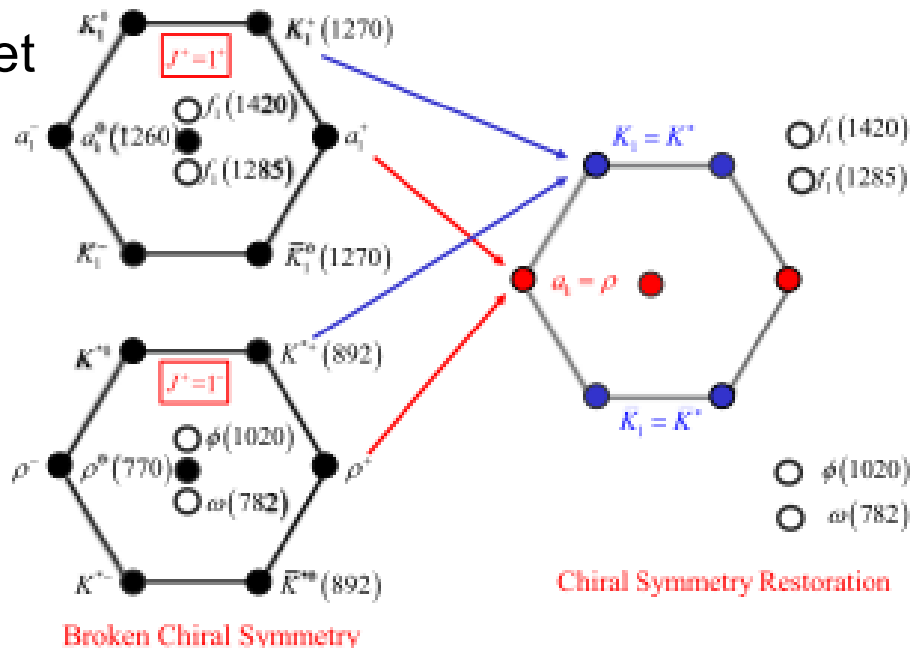 et
K₁⁰ K₁⁺(1270)
J⁺=1⁺
f₁(1420)
a₁⁻ a₁⁰(1260) a₁⁺
f₁(1285)
K₁⁻ K̅₁⁰(1270)
K*⁰ K*⁺(892)
J⁺=1⁻
ϕ(1020)
ρ⁻ ρ⁰(770) ρ⁺
ω(782)
K*⁻ K̅*⁰(892)
Broken Chiral Symmetry
K₁ = K*
f₁(1420)
f₁(1285)
a₁ = ρ
K̅₁ = K̅*
ϕ(1020)
ω(782)
Chiral Symmetry Restoration